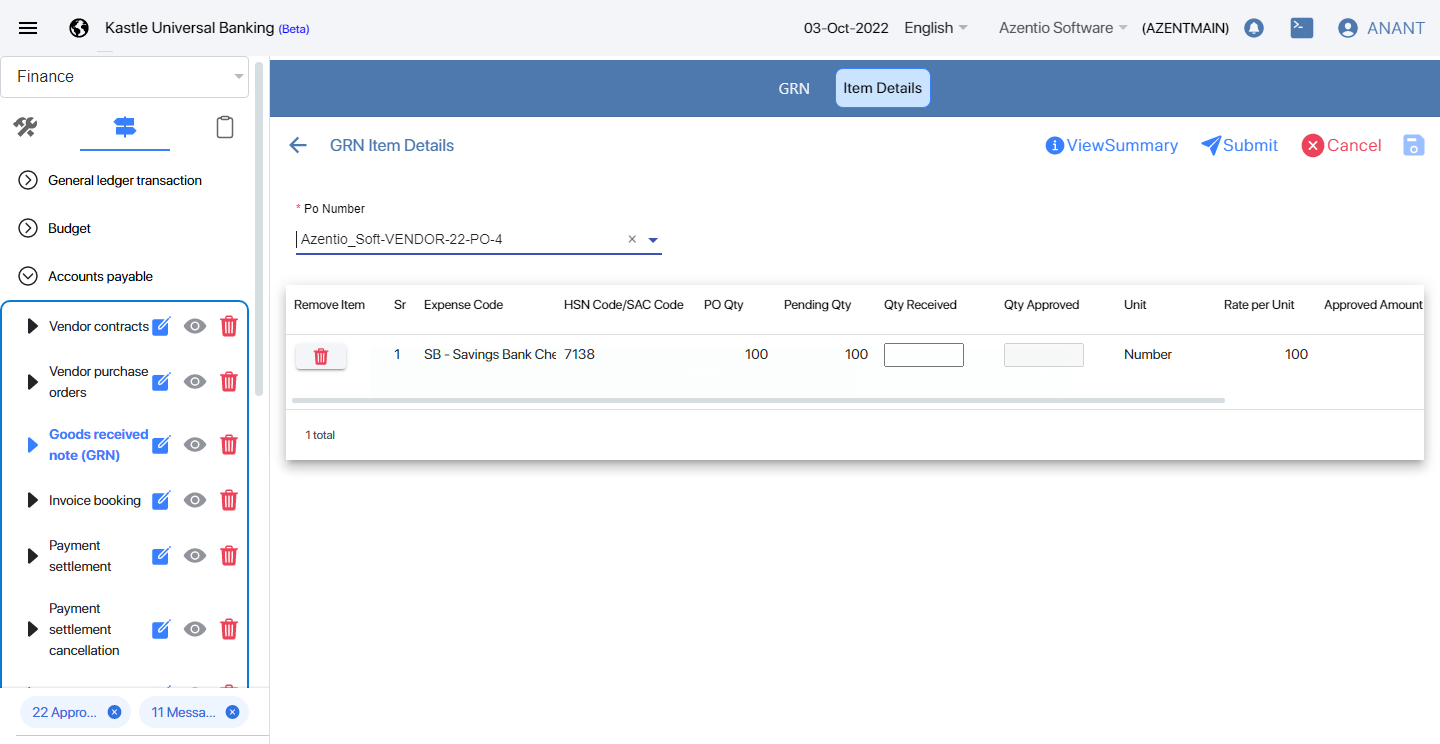 Kastle Universal Banking (Beta)
03-Oct-2022
English
Azentio Software
(AZENTMAIN)
ANANT
Finance
General ledger transaction
Budget
Accounts payable
Vendor contracts
Vendor purchase
orders
Goods received
note (GRN)
Invoice booking
Payment
settlement
Payment
settlement
cancellation
22 Appro...
11 Messa...
GRN
Item Details
GRN Item Details
ViewSummary
Submit
Cancel
* Po Number
Azentio_Soft-VENDOR-22-PO-4
Remove Item Sr Expense Code HSN Code/SAC Code PO Qty Pending Qty Qty Received Qty Approved Unit Rate per Unit Approved Amount
1 SB - Savings Bank Che 7138 100 100 Number 100
1 total